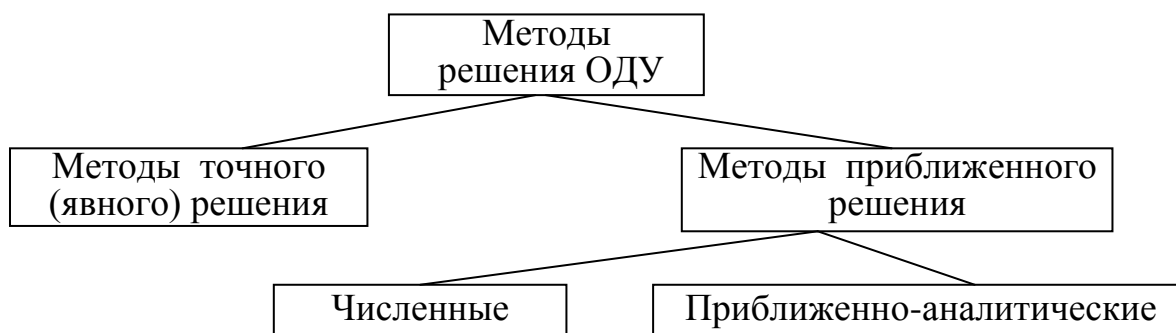 Методы
решения ОДУ
Методы точного
(явного) решения
Методы приближенного
решения
Численные
Приближенно-аналитические